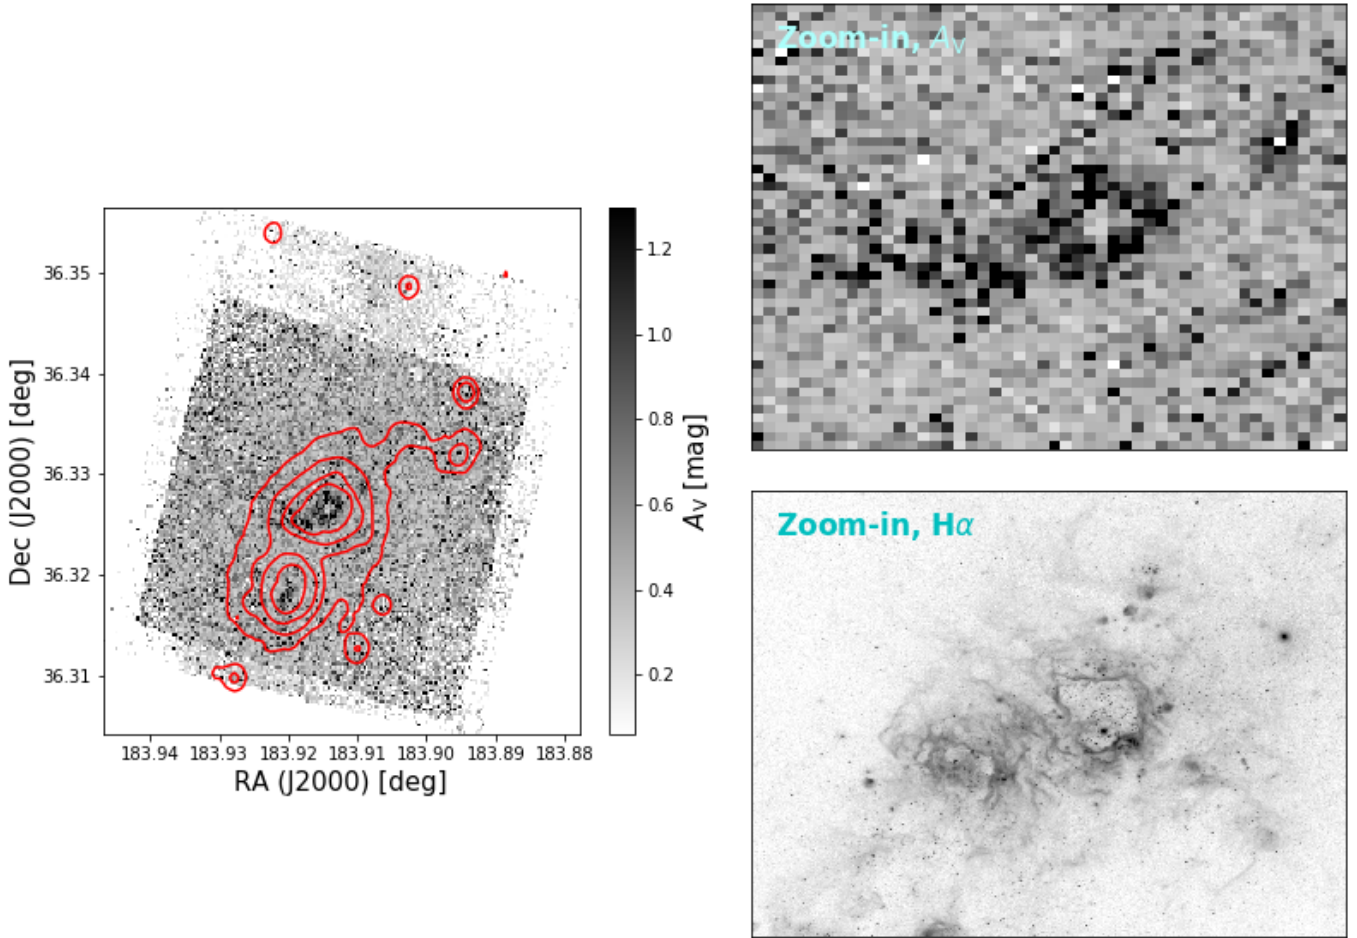 Zoom-in, AV
36.35
36.34
36.33
36.32
36.31
Dec (J2000) [deg]
183.94 183.93 183.92 183.91 183.90 183.89 183.88
RA (J2000) [deg]
1.2
1.0
0.8
0.6
0.4
0.2
AV [mag]
Zoom-in, Hα